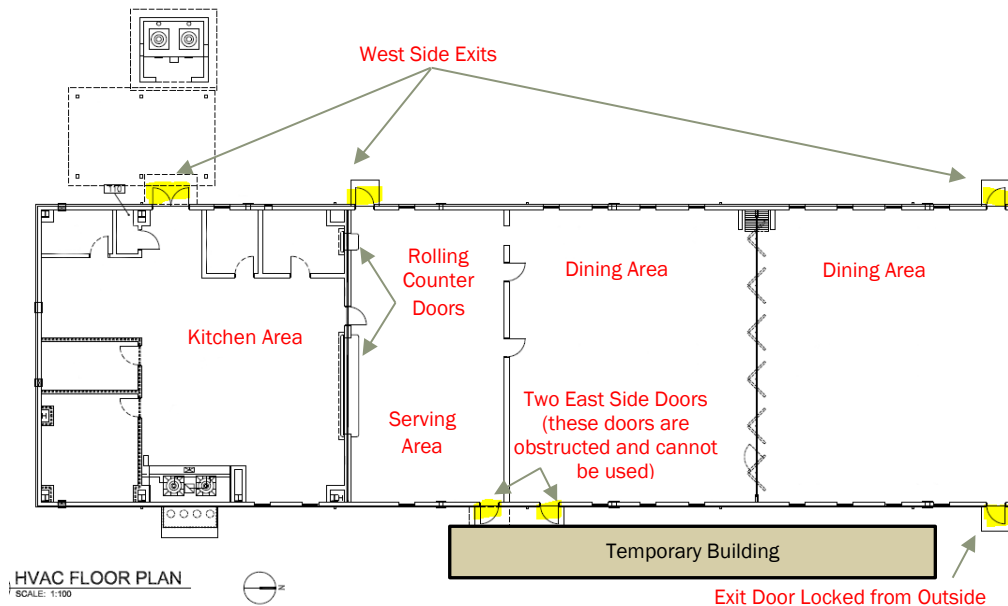 West Side Exits
Rolling
Counter
Doors
Dining Area
Dining Area
Kitchen Area
Two East Side Doors
(these doors are
obstructed and cannot
be used)
Serving
Area
Temporary Building
HVAC FLOOR PLAN
SCALE: 1:100
N
Exit Door Locked from Outside